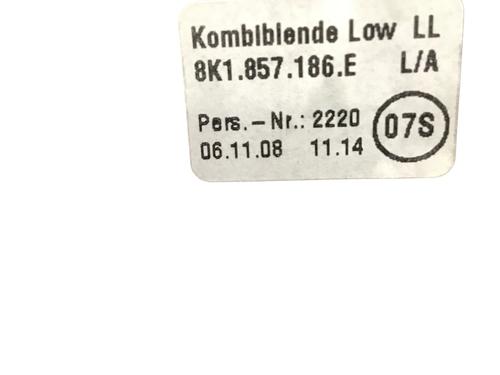 Kombiblende Low LL
8K1.857.186.E L/A
Pers.-Nr.: 2220
07S
06.11.08 11.14